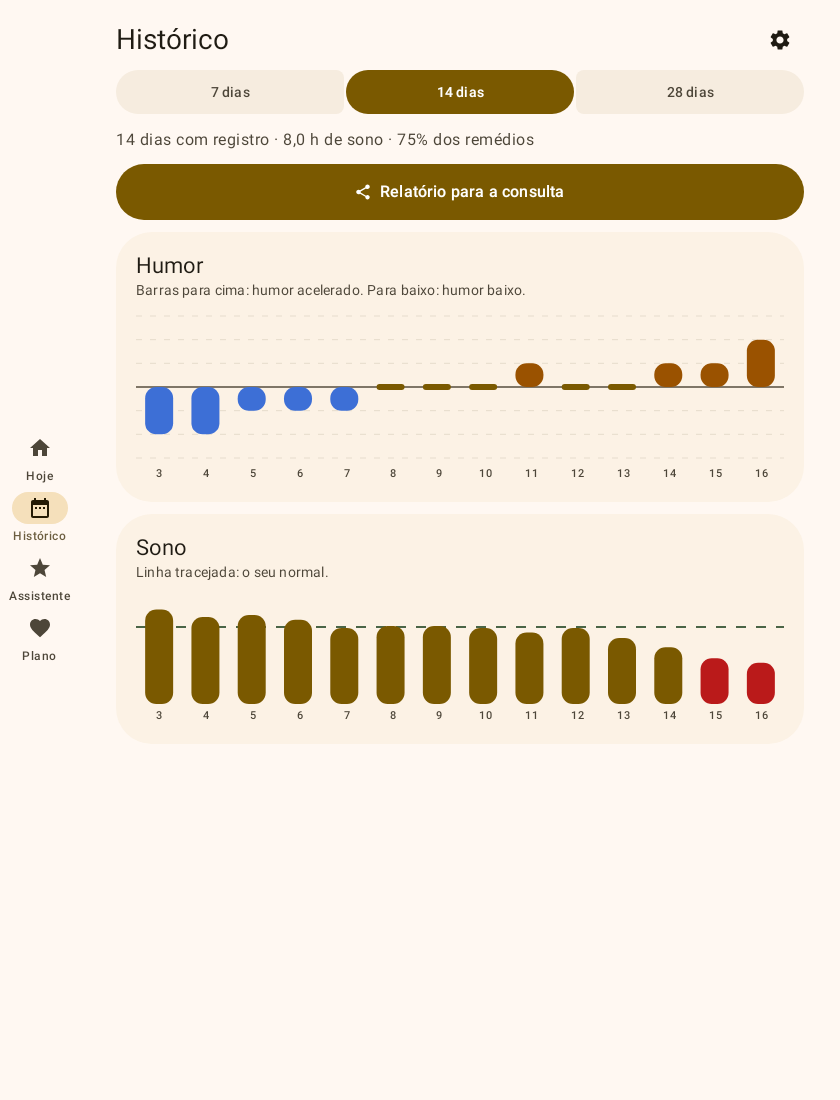 Histórico
7 dias
14 dias
28 dias
14 dias com registro · 8,0 h de sono · 75% dos remédios
Relatório para a consulta
Humor
Barras para cima: humor acelerado. Para baixo: humor baixo.
3 4 5 6 7 8 9 10 11 12 13 14 15 16
Hoje
Histórico
Assistente
Plano
Sono
Linha tracejada: o seu normal.
3 4 5 6 7 8 9 10 11 12 13 14 15 16